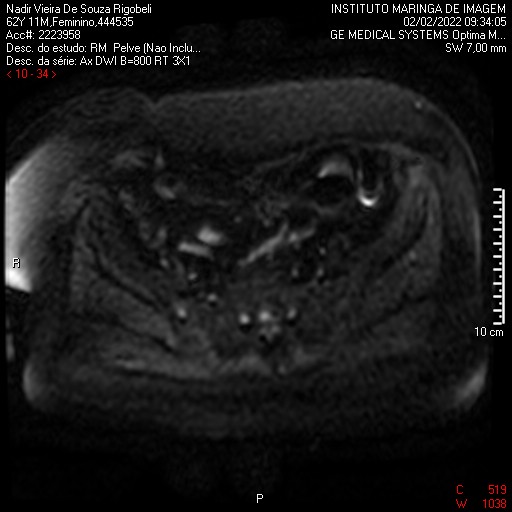 Nadir Vieira De Souza Rigobeli
62Y 11M,Feminino,444535
Acc#: 2223958
Desc. do estudo: RM  Pelve (Nao Inclu...
Desc. da série: Ax DWI B=800 RT 3X1
< 10 - 34 >
INSTITUTO MARINGA DE IMAGEM
02/02/2022 09:34:05
GE MEDICAL SYSTEMS Optima M...
SW 7,00 mm
R
10 cm
P
C 519
W 1038